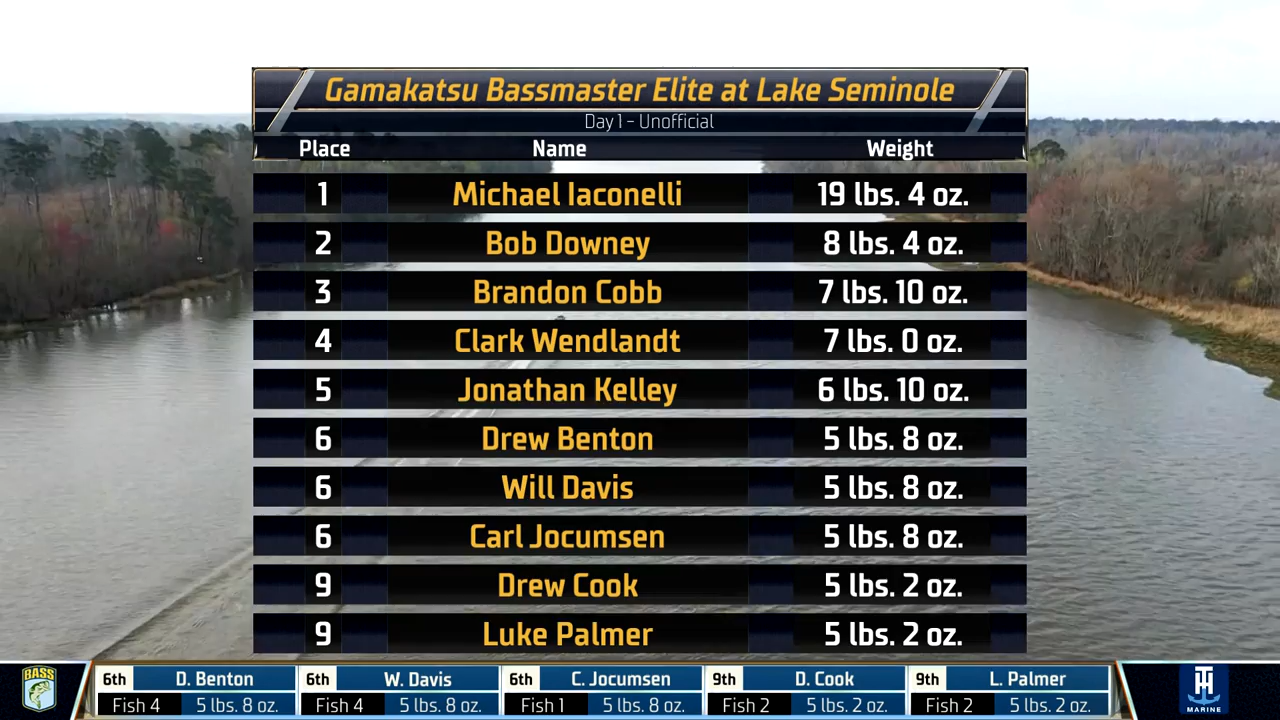 Gamakatsu Bassmaster Elite at Lake Seminole
Day 1 – Unofficial
Place Name Weight
1 Michael Iaconelli 19 lbs. 4 oz.
2 Bob Downey 8 lbs. 4 oz.
3 Brandon Cobb 7 lbs. 10 oz.
4 Clark Wendlandt 7 lbs. 0 oz.
5 Jonathan Kelley 6 lbs. 10 oz.
6 Drew Benton 5 lbs. 8 oz.
6 Will Davis 5 lbs. 8 oz.
6 Carl Jocumsen 5 lbs. 8 oz.
9 Drew Cook 5 lbs. 2 oz.
9 Luke Palmer 5 lbs. 2 oz.
BASS
6th D. Benton
Fish 4 5 lbs. 8 oz.
6th W. Davis
Fish 4 5 lbs. 8 oz.
6th C. Jocumsen
Fish 1 5 lbs. 8 oz.
9th D. Cook
Fish 2 5 lbs. 2 oz.
9th L. Palmer
Fish 2 5 lbs. 2 oz.
TH
MARINE